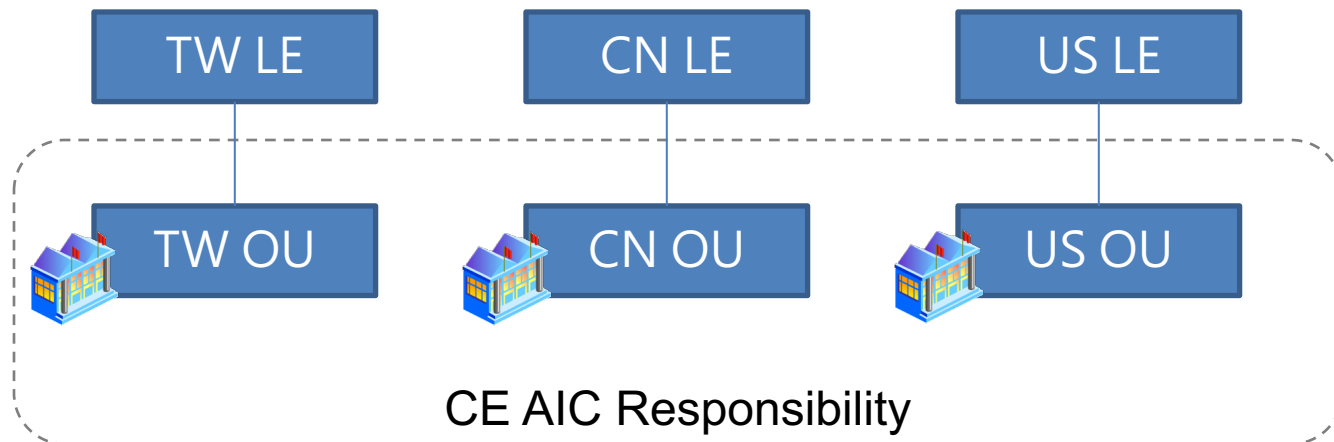 TW LE
CN LE
US LE
TW OU
CN OU
US OU
CE AIC Responsibility